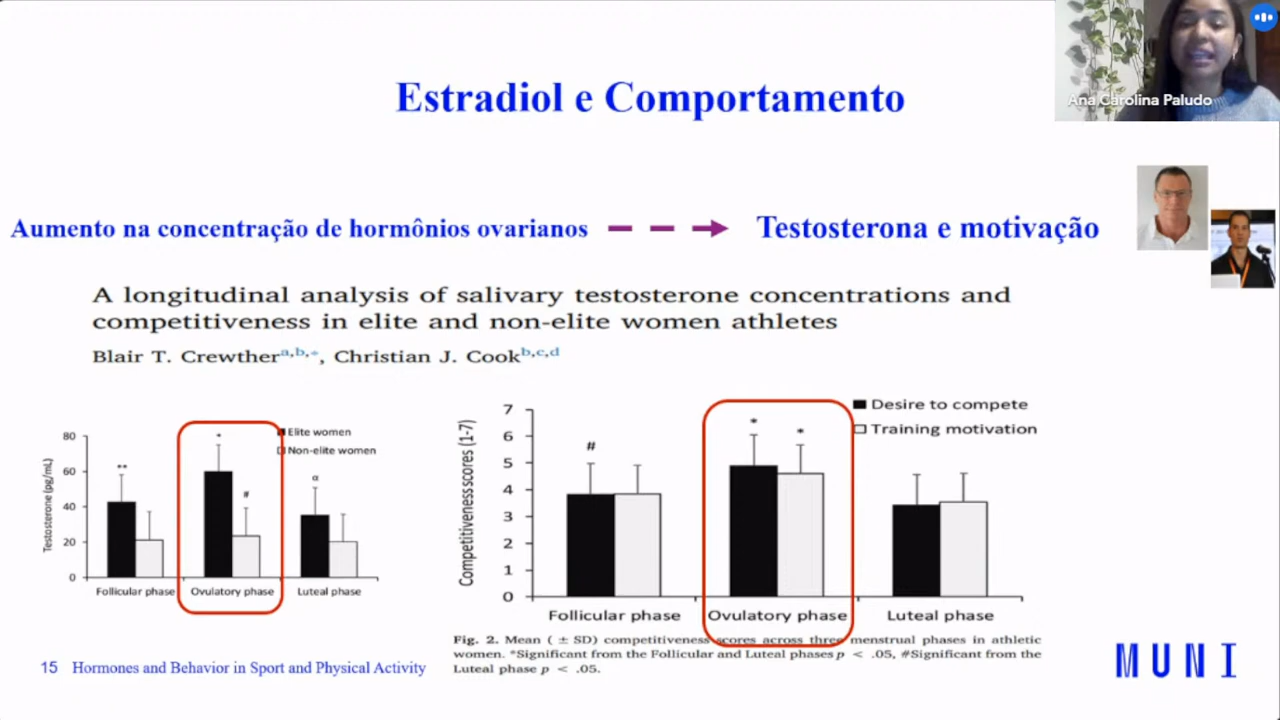 Estradiol e Comportamento
Ana Carolina Paludo
Aumento na concentração de hormônios ovarianos
Testosterona e motivação
A longitudinal analysis of salivary testosterone concentrations and
competitiveness in elite and non-elite women athletes
Blair T. Crewther a,b,*, Christian J. Cook b,c,d
Testosterone (pg/mL)
80
60
40
20
0
**
*
#
α
Elite women
Non-elite women
Follicular phase
Ovulatory phase
Luteal phase
Competitiveness scores (1-7)
7
6
5
4
3
2
1
0
#
*
*
Desire to compete
Training motivation
Follicular phase
Ovulatory phase
Luteal phase
Fig. 2. Mean ( ± SD) competitiveness scores across three menstrual phases in athletic
women. *Significant from the Follicular and Luteal phases p < .05, #Significant from the
Luteal phase p < .05.
15 Hormones and Behavior in Sport and Physical Activity
MUNI